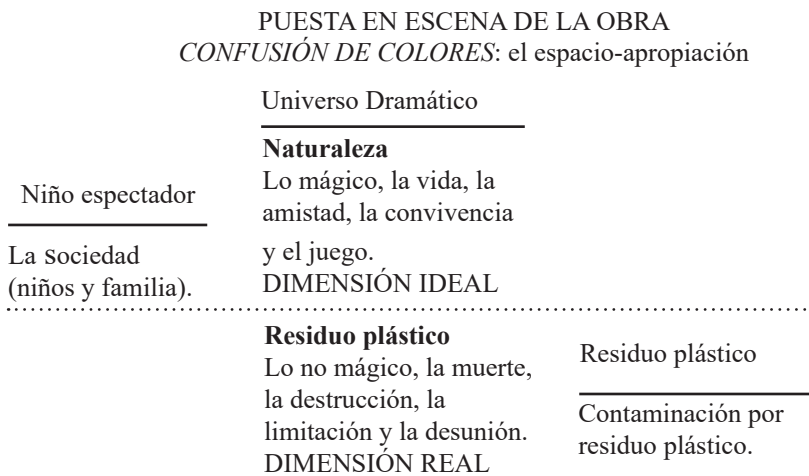 PUESTA EN ESCENA DE LA OBRA
CONFUSIÓN DE COLORES: el espacio-apropiación
Universo Dramático
Naturaleza
Lo mágico, la vida, la
amistad, la convivencia
y el juego.
DIMENSIÓN IDEAL
Niño espectador
La sociedad
(niños y familia).
Residuo plástico
Lo no mágico, la muerte,
la destrucción, la
limitación y la desunión.
DIMENSIÓN REAL
Residuo plástico
Contaminación por
residuo plástico.